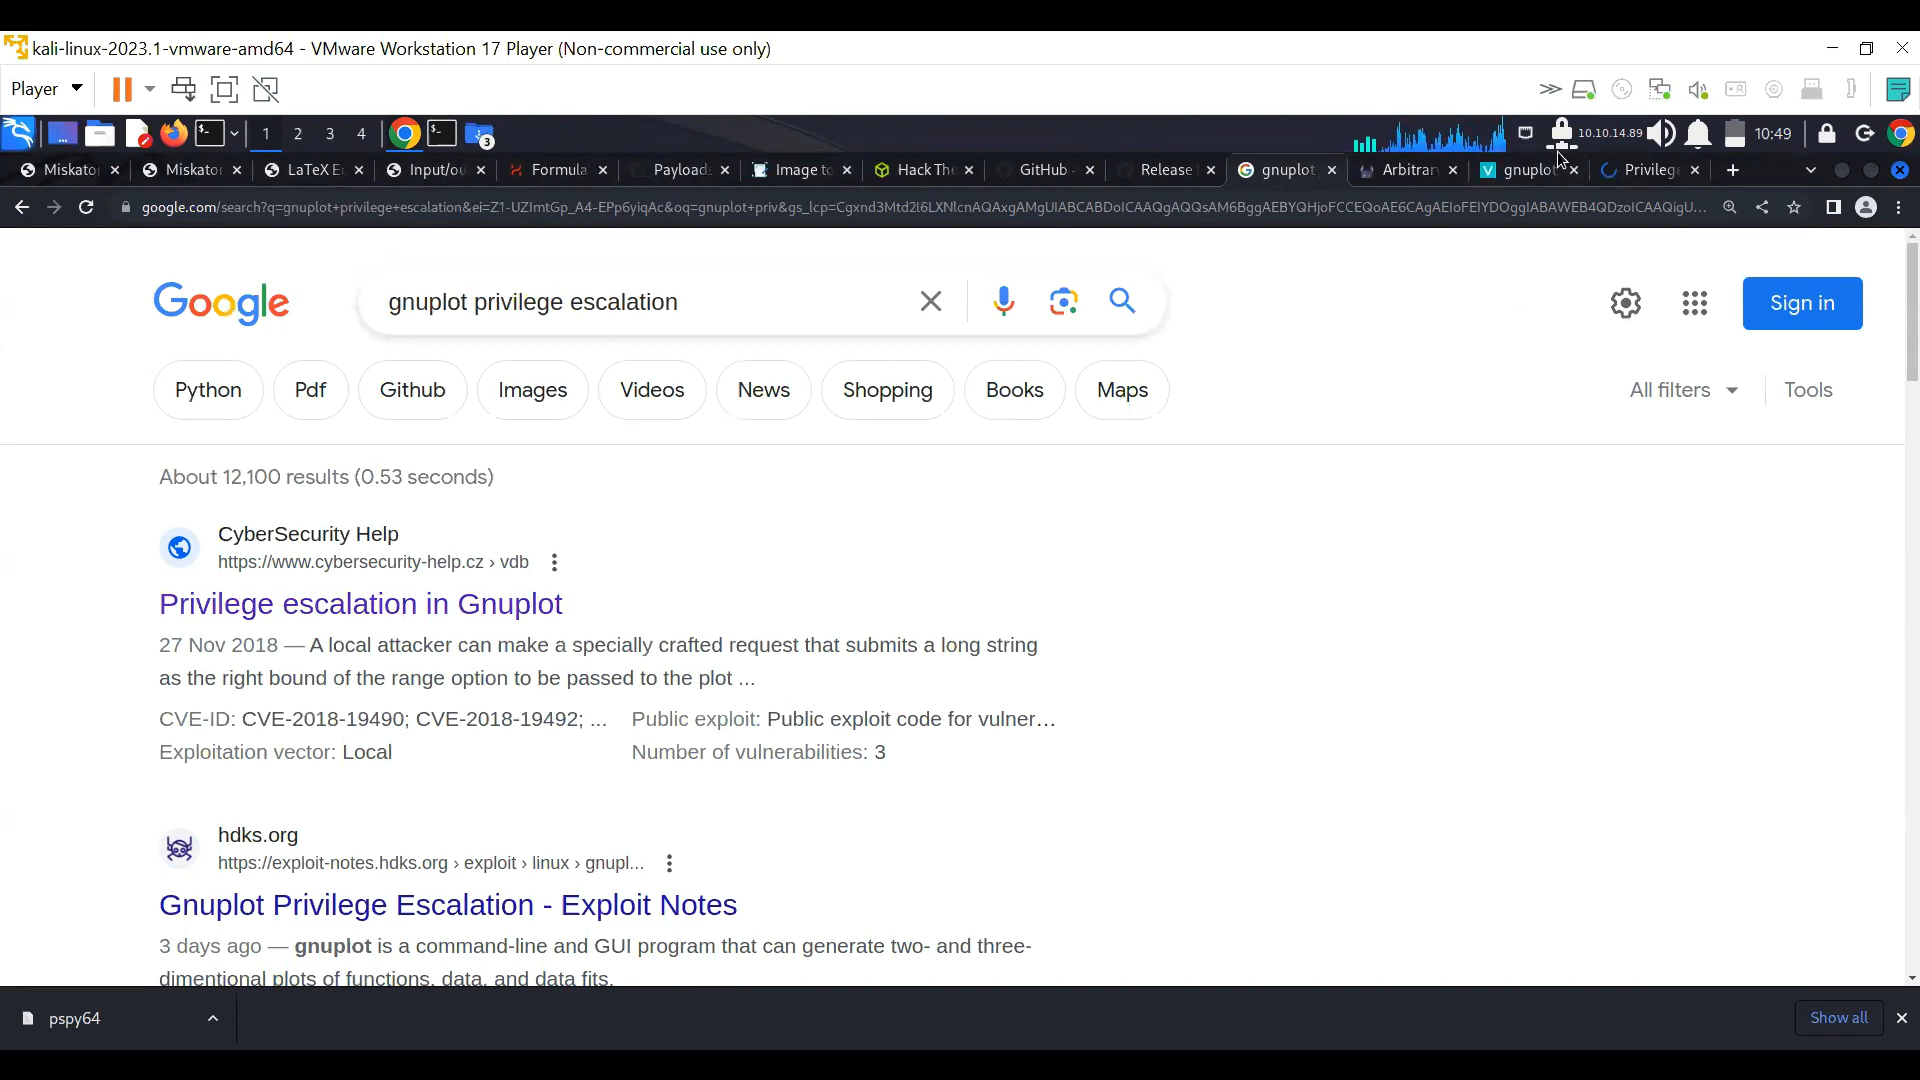 kali-linux-2023.1-vmware-amd64 - VMware Workstation 17 Player (Non-commercial use only)
Player
1 2 3 4 10.10.14.89 10:49
Miskato Miskato LaTeX E Input/ou Formula Payload Image to Hack The GitHub - Release gnuplot Arbitrar gnuplot Privileg
google.com/search?q=gnuplot+privilege+escalation&ei=Z1-UZImtGp_A4-EPp6yiqAc&oq=gnuplot+priv&gs_lcp=
Google gnuplot privilege escalation Sign in
Python Pdf Github Images Videos News Shopping Books Maps All filters Tools
About 12,100 results (0.53 seconds)
CyberSecurity Help
https://www.cybersecurity-help.cz › vdb
Privilege escalation in Gnuplot
27 Nov 2018 — A local attacker can make a specially crafted request that submits a long string
as the right bound of the range option to be passed to the plot ...
CVE-ID: CVE-2018-19490; CVE-2018-19492; ... Public exploit: Public exploit code for vulner…
Exploitation vector: Local Number of vulnerabilities: 3
hdks.org
https://exploit-notes.hdks.org › exploit › linux › gnupl...
Gnuplot Privilege Escalation - Exploit Notes
3 days ago — gnuplot is a command-line and GUI program that can generate two- and three-
dimentional plots of functions, data, and data fits.
pspy64 Show all